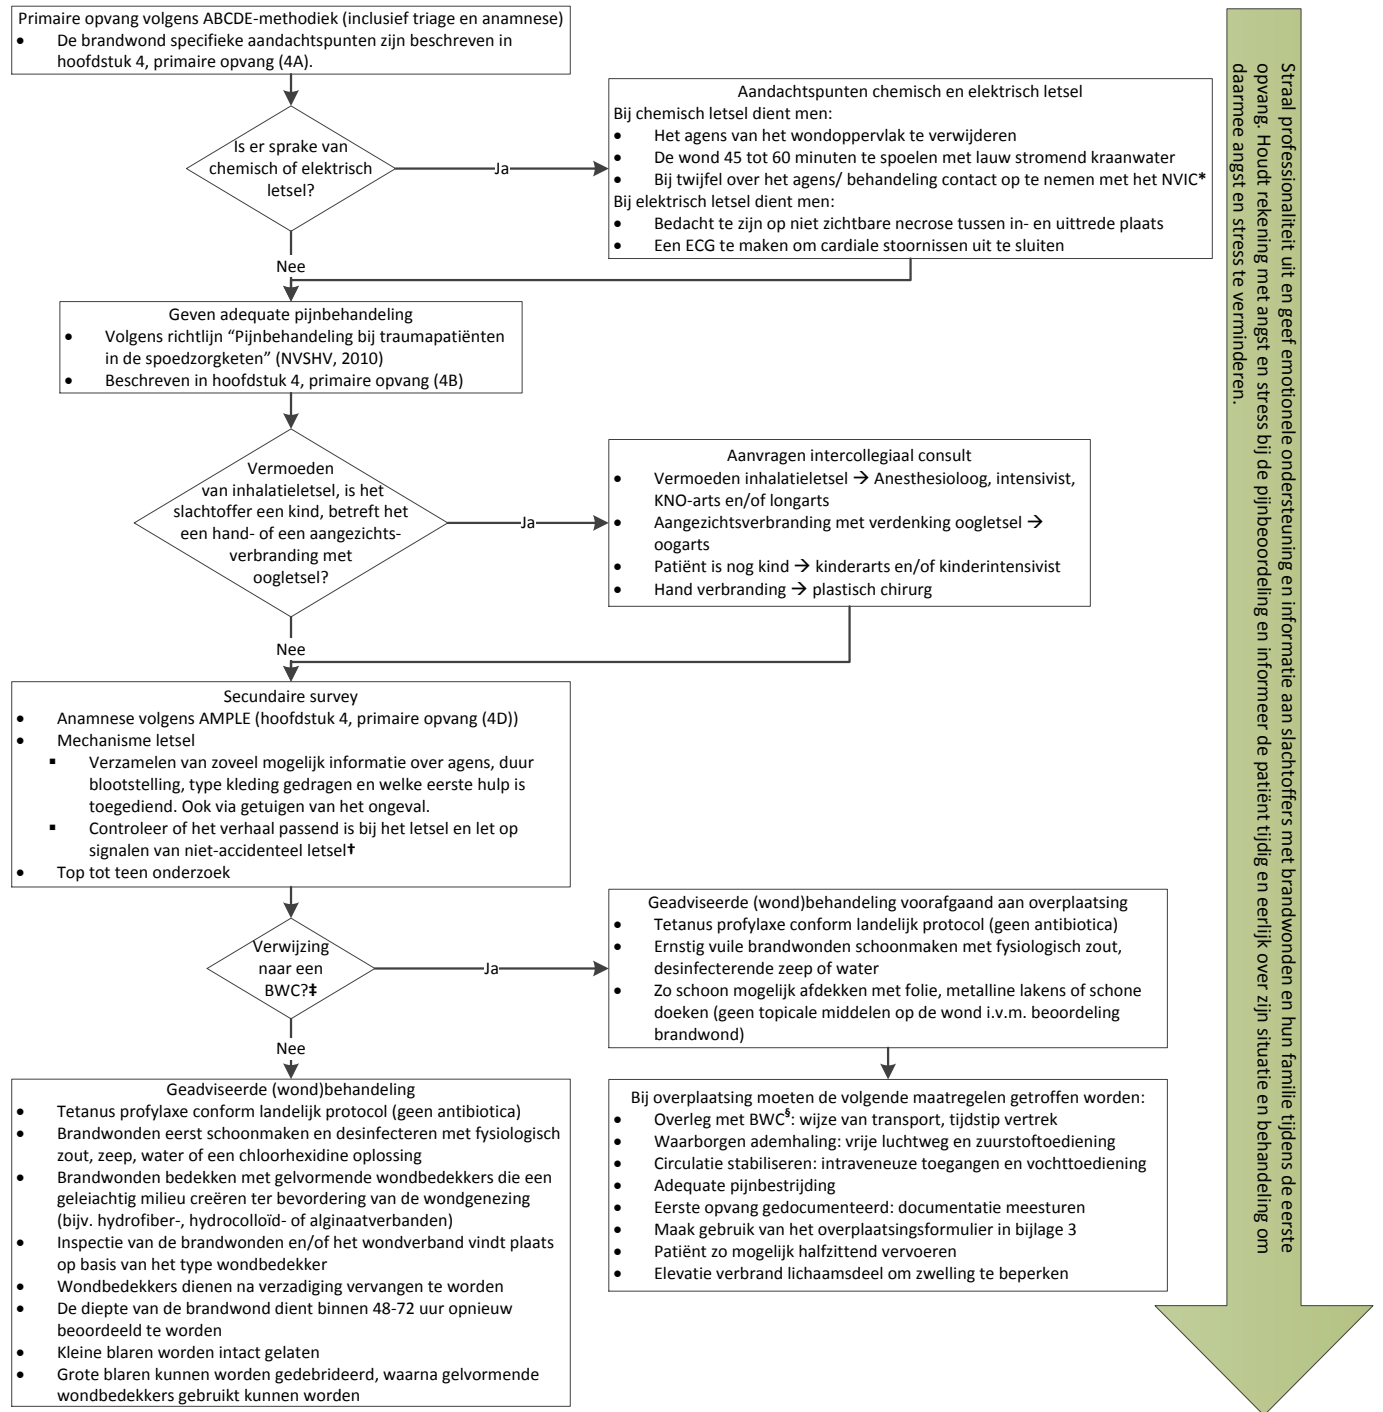 Primaire opvang volgens ABCDE-methodiek (inclusief triage en anamnese)
• De brandwond specifieke aandachtspunten zijn beschreven in
hoofdstuk 4, primaire opvang (4A).
Is er sprake van
chemisch of elektrisch
letsel?
Ja
Aandachtspunten chemisch en elektrisch letsel
Bij chemisch letsel dient men:
• Het agens van het wondoppervlak te verwijderen
• De wond 45 tot 60 minuten te spoelen met lauw stromend kraanwater
• Bij twijfel over het agens/ behandeling contact op te nemen met het NVIC*
Bij elektrisch letsel dient men:
• Bedacht te zijn op niet zichtbare necrose tussen in- en uittrede plaats
• Een ECG te maken om cardiale stoornissen uit te sluiten
Nee
Geven adequate pijnbehandeling
• Volgens richtlijn “Pijnbehandeling bij traumapatiënten
in de spoedzorgketen” (NVSHV, 2010)
• Beschreven in hoofdstuk 4, primaire opvang (4B)
Vermoeden
van inhalatieletsel, is het
slachtoffer een kind, betreft het
een hand- of een aangezichts-
verbranding met
oogletsel?
Ja
Aanvragen intercollegiaal consult
• Vermoeden inhalatieletsel → Anesthesioloog, intensivist,
KNO-arts en/of longarts
• Aangezichtsverbranding met verdenking oogletsel →
oogarts
• Patiënt is nog kind → kinderarts en/of kinderintensivist
• Hand verbranding → plastisch chirurg
Nee
Secundaire survey
• Anamnese volgens AMPLE (hoofdstuk 4, primaire opvang (4D))
• Mechanisme letsel
▪ Verzamelen van zoveel mogelijk informatie over agens, duur
blootstelling, type kleding gedragen en welke eerste hulp is
toegediend. Ook via getuigen van het ongeval.
▪ Controleer of het verhaal passend is bij het letsel en let op
signalen van niet-accidenteel letsel†
• Top tot teen onderzoek
Verwijzing
naar een
BWC?‡
Ja
Geadviseerde (wond)behandeling voorafgaand aan overplaatsing
• Tetanus profylaxe conform landelijk protocol (geen antibiotica)
• Ernstig vuile brandwonden schoonmaken met fysiologisch zout,
desinfecterende zeep of water
• Zo schoon mogelijk afdekken met folie, metalline lakens of schone
doeken (geen topicale middelen op de wond i.v.m. beoordeling
brandwond)
Nee
Geadviseerde (wond)behandeling
• Tetanus profylaxe conform landelijk protocol (geen antibiotica)
• Brandwonden eerst schoonmaken en desinfecteren met fysiologisch
zout, zeep, water of een chloorhexidine oplossing
• Brandwonden bedekken met gelvormende wondbedekkers die een
geleiachtig milieu creëren ter bevordering van de wondgenezing
(bijv. hydrofiber-, hydrocolloïd- of alginaatverbanden)
• Inspectie van de brandwonden en/of het wondverband vindt plaats
op basis van het type wondbedekker
• Wondbedekkers dienen na verzadiging vervangen te worden
• De diepte van de brandwond dient binnen 48-72 uur opnieuw
beoordeeld te worden
• Kleine blaren worden intact gelaten
• Grote blaren kunnen worden gedebrideerd, waarna gelvormende
wondbedekkers gebruikt kunnen worden
Bij overplaatsing moeten de volgende maatregelen getroffen worden:
• Overleg met BWC§: wijze van transport, tijdstip vertrek
• Waarborgen ademhaling: vrije luchtweg en zuurstoftoediening
• Circulatie stabiliseren: intraveneuze toegangen en vochttoediening
• Adequate pijnbestrijding
• Eerste opvang gedocumenteerd: documentatie meesturen
• Maak gebruik van het overplaatsingsformulier in bijlage 3
• Patiënt zo mogelijk halfzittend vervoeren
• Elevatie verbrand lichaamsdeel om zwelling te beperken
Straal professionaliteit uit en geef emotionele ondersteuning en informatie aan slachtoffers met brandwonden en hun familie tijdens de eerste
opvang. Houdt rekening met angst en stress bij de pijnbeoordeling en informeer de patiënt tijdig en eerlijk over zijn situatie en behandeling om
daarmee angst en stress te verminderen.